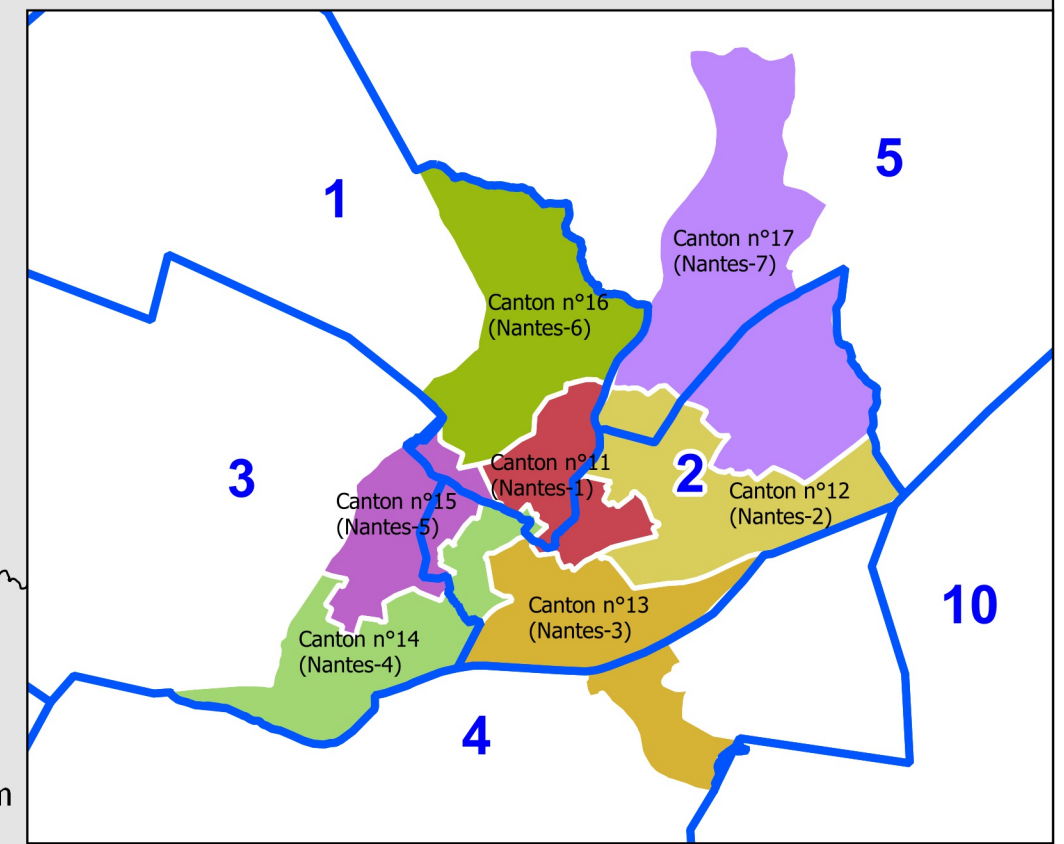 5
1
Canton n°17
(Nantes-7)
Canton n°16
(Nantes-6)
Canton n°11
(Nantes-1)
2
3
Canton n°12
(Nantes-2)
Canton n°15
(Nantes-5)
10
Canton n°13
(Nantes-3)
Canton n°14
(Nantes-4)
4